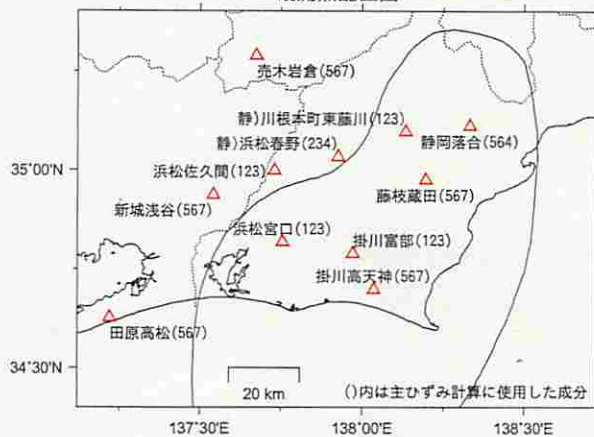 売木岩倉(567)
静)川根本町東藤川(123)
静)浜松春野(234)
静岡落合(564)
35°00'N
浜松佐久間(123)
藤枝蔵田(567)
新城浅谷(567)
浜松宮口(123)
掛川富部(123)
掛川高天神(567)
田原高松(567)
34°30'N
20 km
()内は主ひずみ計算に使用した成分
137°30'E
138°00'E
138°30'E